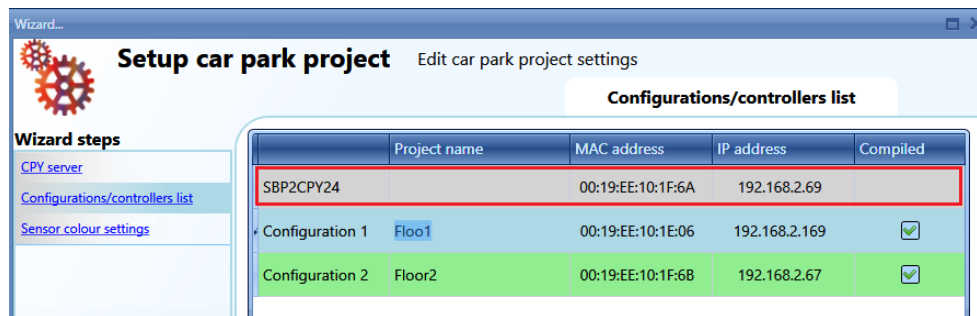 Wizard...
Setup car park project Edit car park project settings
Configurations/controllers list
Wizard steps
CPY server
Configurations/controllers list
Sensor colour settings
Project name MAC address IP address Compiled
SBP2CPY24 00:19:EE:10:1F:6A 192.168.2.69
Configuration 1 Floo1 00:19:EE:10:1E:06 192.168.2.169
Configuration 2 Floor2 00:19:EE:10:1F:6B 192.168.2.67